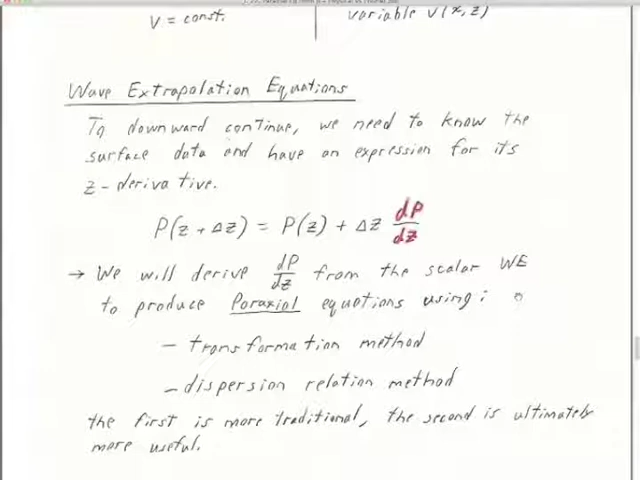 V = const.
variable V(x,z)
Wave Extrapolation Equations
To downward continue, we need to know the
surface data and have an expression for its
z-derivative.
P(z + Δz) = P(z) + Δz dP/dz
→ We will derive dP/dz from the scalar WE
to produce Paraxial equations using:
- transformation method
- dispersion relation method
the first is more traditional, the second is ultimately
more useful.